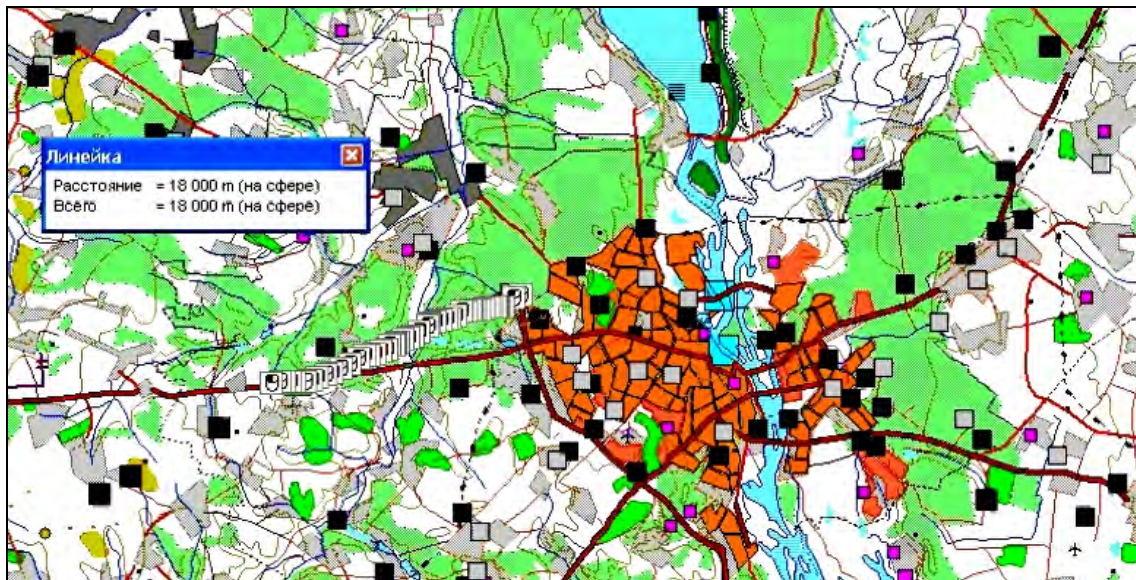 Линейка
Расстояние = 18 000 m (на сфере)
Всего = 18 000 m (на сфере)